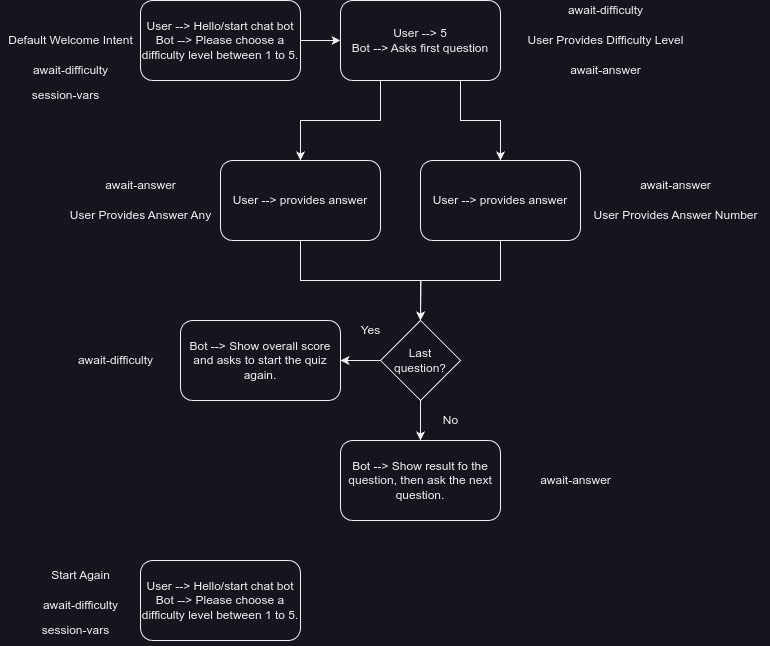 Default Welcome Intent
await-difficulty
session-vars
User --> Hello/start chat bot
Bot --> Please choose a
difficulty level between 1 to 5.
User --> 5
Bot --> Asks first question
await-difficulty
User Provides Difficulty Level
await-answer
await-answer
User Provides Answer Any
User --> provides answer
User --> provides answer
await-answer
User Provides Answer Number
Yes
await-difficulty
Bot --> Show overall score
and asks to start the quiz
again.
Last
question?
No
Bot --> Show result fo the
question, then ask the next
question.
await-answer
Start Again
await-difficulty
session-vars
User --> Hello/start chat bot
Bot --> Please choose a
difficulty level between 1 to 5.